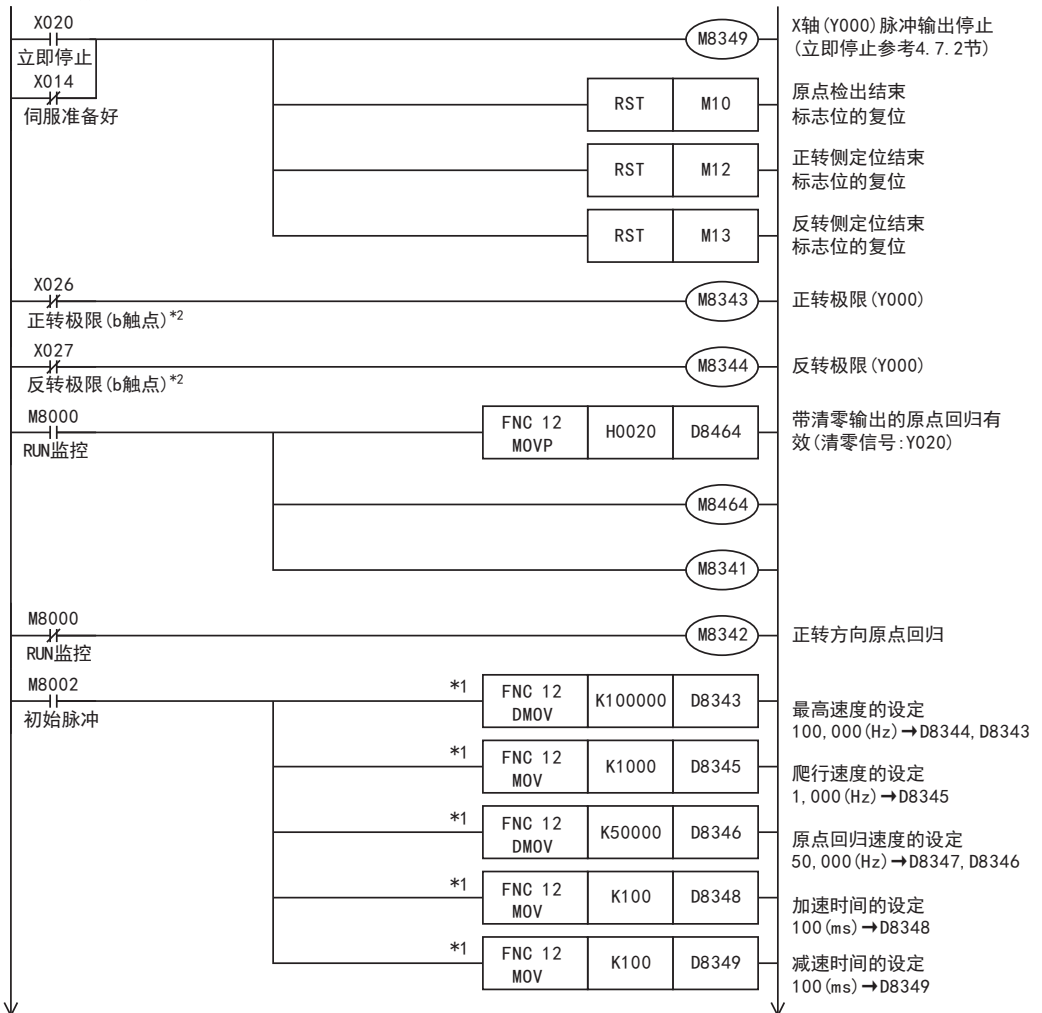 X020
立即停止
X014
伺服准备好
M8349
X轴(Y000)脉冲输出停止
(立即停止参考4.7.2节)
RST M10
原点检出结束
标志位的复位
RST M12
正转侧定位结束
标志位的复位
RST M13
反转侧定位结束
标志位的复位
X026
正转极限(b触点)*2
M8343
正转极限(Y000)
X027
反转极限(b触点)*2
M8344
反转极限(Y000)
M8000
RUN监控
FNC 12
MOVP
H0020
D8464
带清零输出的原点回归有
效(清零信号:Y020)
M8464
M8341
M8000
RUN监控
M8342
正转方向原点回归
M8002
初始脉冲
*1
FNC 12
DMOV
K100000
D8343
最高速度的设定
100,000(Hz)→D8344,D8343
*1
FNC 12
MOV
K1000
D8345
爬行速度的设定
1,000(Hz)→D8345
*1
FNC 12
DMOV
K50000
D8346
原点回归速度的设定
50,000(Hz)→D8347,D8346
*1
FNC 12
MOV
K100
D8348
加速时间的设定
100(ms)→D8348
*1
FNC 12
MOV
K100
D8349
减速时间的设定
100(ms)→D8349